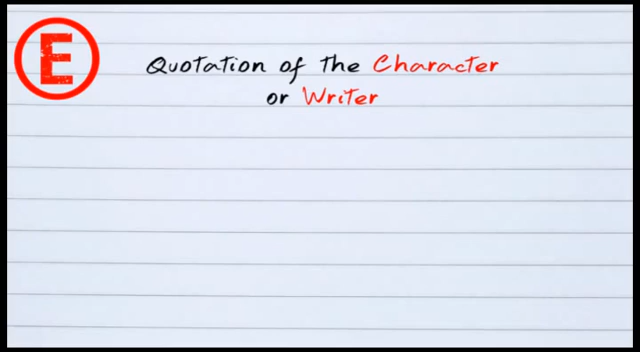 E
Quotation of the Character
or Writer